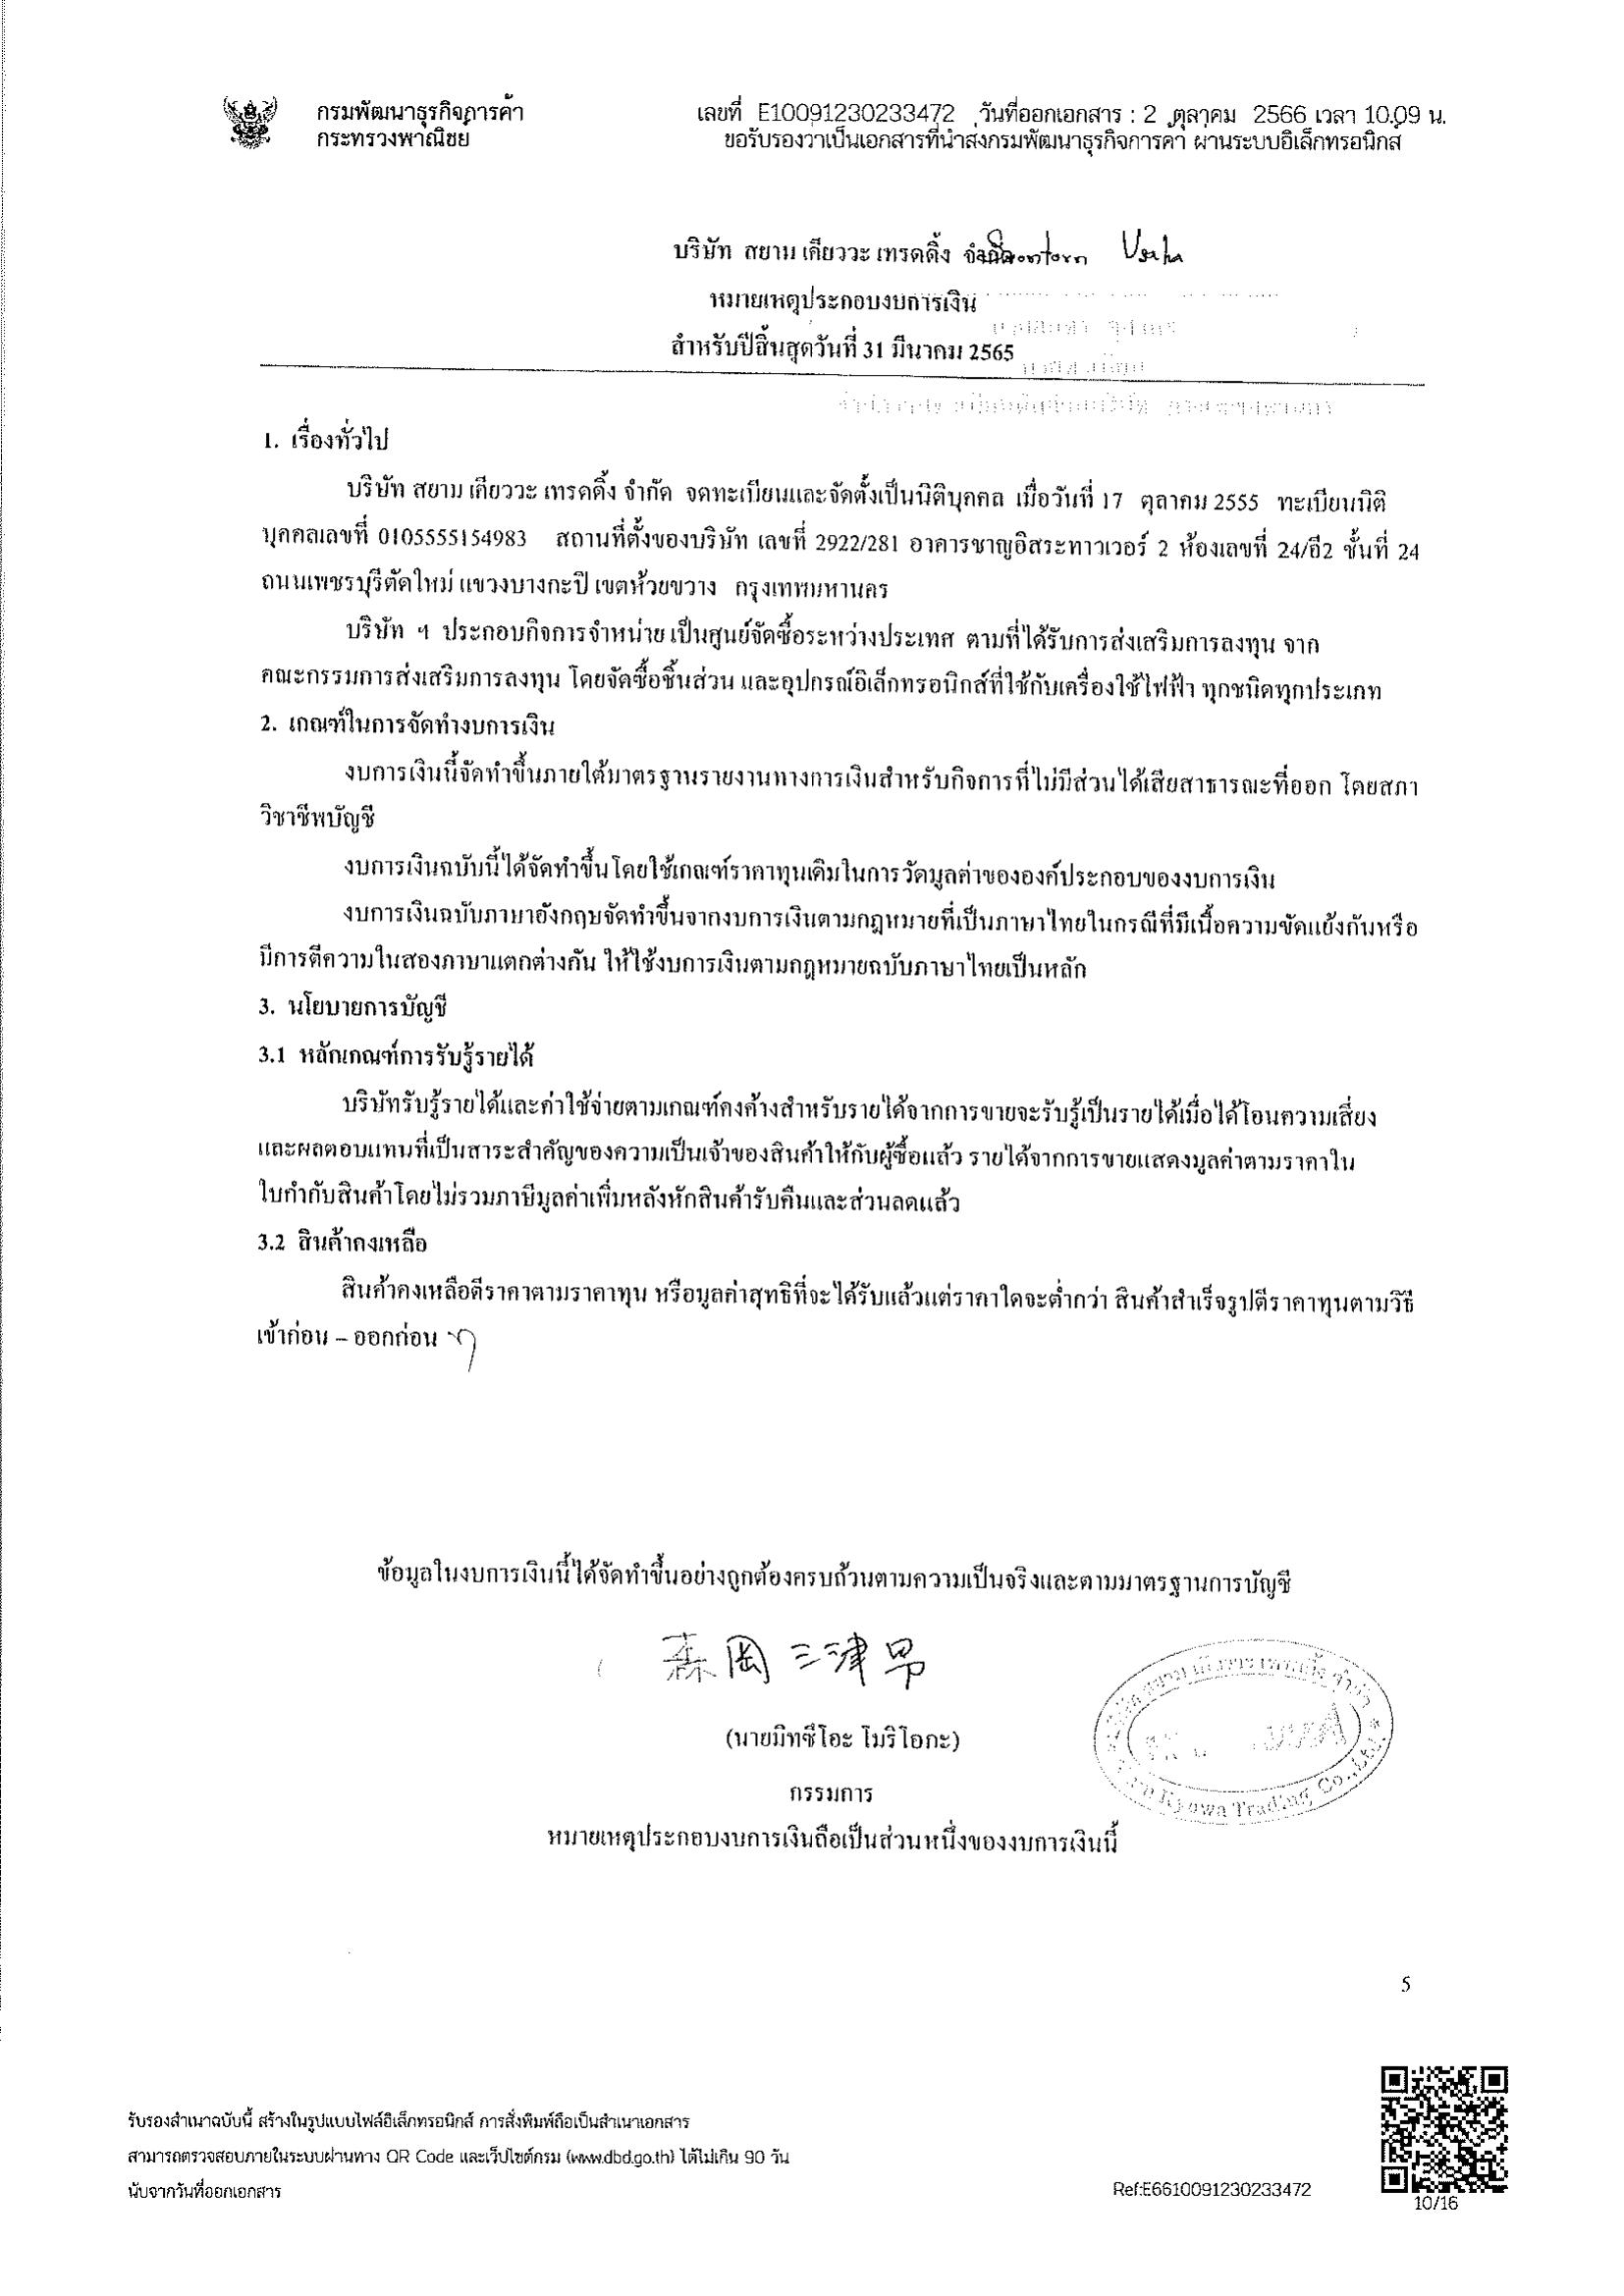 กรมพัฒนาธุรกิจการค้า
กระทรวงพาณิชย์
เลขที่ E10091230233472 วันที่ออกเอกสาร : 2 ตุลาคม 2566 เวลา 10.09 น.
ขอรับรองว่าเป็นเอกสารที่นำส่งกรมพัฒนาธุรกิจการค้า ผ่านระบบอิเล็กทรอนิกส์
บริษัท สยาม เคียววะ เทรดดิ้ง จำกัด
หมายเหตุประกอบงบการเงิน
สำหรับปีสิ้นสุดวันที่ 31 มีนาคม 2565
1. เรื่องทั่วไป
บริษัท สยาม เคียววะ เทรดดิ้ง จำกัด จดทะเบียนและจัดตั้งเป็นนิติบุคคล เมื่อวันที่ 17 ตุลาคม 2555 ทะเบียนนิติ
บุคคลเลขที่ 0105555154983 สถานที่ตั้งของบริษัท เลขที่ 2922/281 อาคารชาญอิสระทาวเวอร์ 2 ห้องเลขที่ 24/อี2 ชั้นที่ 24
ถนนเพชรบุรีตัดใหม่ แขวงบางกะปิ เขตห้วยขวาง กรุงเทพมหานคร
บริษัท ฯ ประกอบกิจการจำหน่าย เป็นศูนย์จัดซื้อระหว่างประเทศ ตามที่ได้รับการส่งเสริมการลงทุน จาก
คณะกรรมการส่งเสริมการลงทุน โดยจัดซื้อชิ้นส่วน และอุปกรณ์อิเล็กทรอนิกส์ที่ใช้กับเครื่องใช้ไฟฟ้า ทุกชนิดทุกประเภท
2. เกณฑ์ในการจัดทำงบการเงิน
งบการเงินนี้จัดทำขึ้นภายใต้มาตรฐานรายงานทางการเงินสำหรับกิจการที่ไม่มีส่วนได้เสียสาธารณะที่ออก โดยสภา
วิชาชีพบัญชี
งบการเงินฉบับนี้ได้จัดทำขึ้นโดยใช้เกณฑ์ราคาทุนเดิมในการวัดมูลค่าขององค์ประกอบของงบการเงิน
งบการเงินฉบับภาษาอังกฤษจัดทำขึ้นจากงบการเงินตามกฎหมายที่เป็นภาษาไทยในกรณีที่มีเนื้อความขัดแย้งกันหรือ
มีการตีความในสองภาษาแตกต่างกัน ให้ใช้งบการเงินตามกฎหมายฉบับภาษาไทยเป็นหลัก
3. นโยบายการบัญชี
3.1 หลักเกณฑ์การรับรู้รายได้
บริษัทรับรู้รายได้และค่าใช้จ่ายตามเกณฑ์คงค้างสำหรับรายได้จากการขายจะรับรู้เป็นรายได้เมื่อได้โอนความเสี่ยง
และผลตอบแทนที่เป็นสาระสำคัญของความเป็นเจ้าของสินค้าให้กับผู้ซื้อแล้ว รายได้จากการขายแสดงมูลค่าตามราคาใน
ใบกำกับสินค้าโดยไม่รวมภาษีมูลค่าเพิ่มหลังหักสินค้ารับคืนและส่วนลดแล้ว
3.2 สินค้าคงเหลือ
สินค้าคงเหลือตีราคาตามราคาทุน หรือมูลค่าสุทธิที่จะได้รับแล้วแต่ราคาใดจะต่ำกว่า สินค้าสำเร็จรูปตีราคาทุนตามวิธี
เข้าก่อน – ออกก่อน
ข้อมูลในงบการเงินนี้ได้จัดทำขึ้นอย่างถูกต้องครบถ้วนตามความเป็นจริงและตามมาตรฐานการบัญชี
森岡 三津
(นายมิทซึโอะ โมริโอกะ)
กรรมการ
หมายเหตุประกอบงบการเงินถือเป็นส่วนหนึ่งของงบการเงินนี้
Kyowa Trading Co.,Ltd.
5
รับรองสำเนาฉบับนี้ สร้างในรูปแบบไฟล์อิเล็กทรอนิกส์ การสั่งพิมพ์ถือเป็นสำเนาเอกสาร
สามารถตรวจสอบภายในระบบผ่านทาง QR Code และเว็บไซต์กรม (www.dbd.go.th) ได้ไม่เกิน 90 วัน
นับจากวันที่ออกเอกสาร
Ref:E6610091230233472
10/16